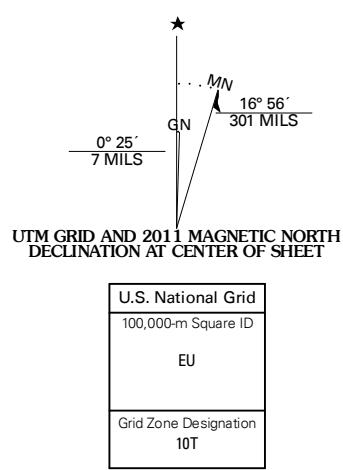 MN
16° 56´
301 MILS
GN
0° 25´
7 MILS
UTM GRID AND 2011 MAGNETIC NORTH
DECLINATION AT CENTER OF SHEET
U.S. National Grid
100,000-m Square ID
EU
Grid Zone Designation
10T